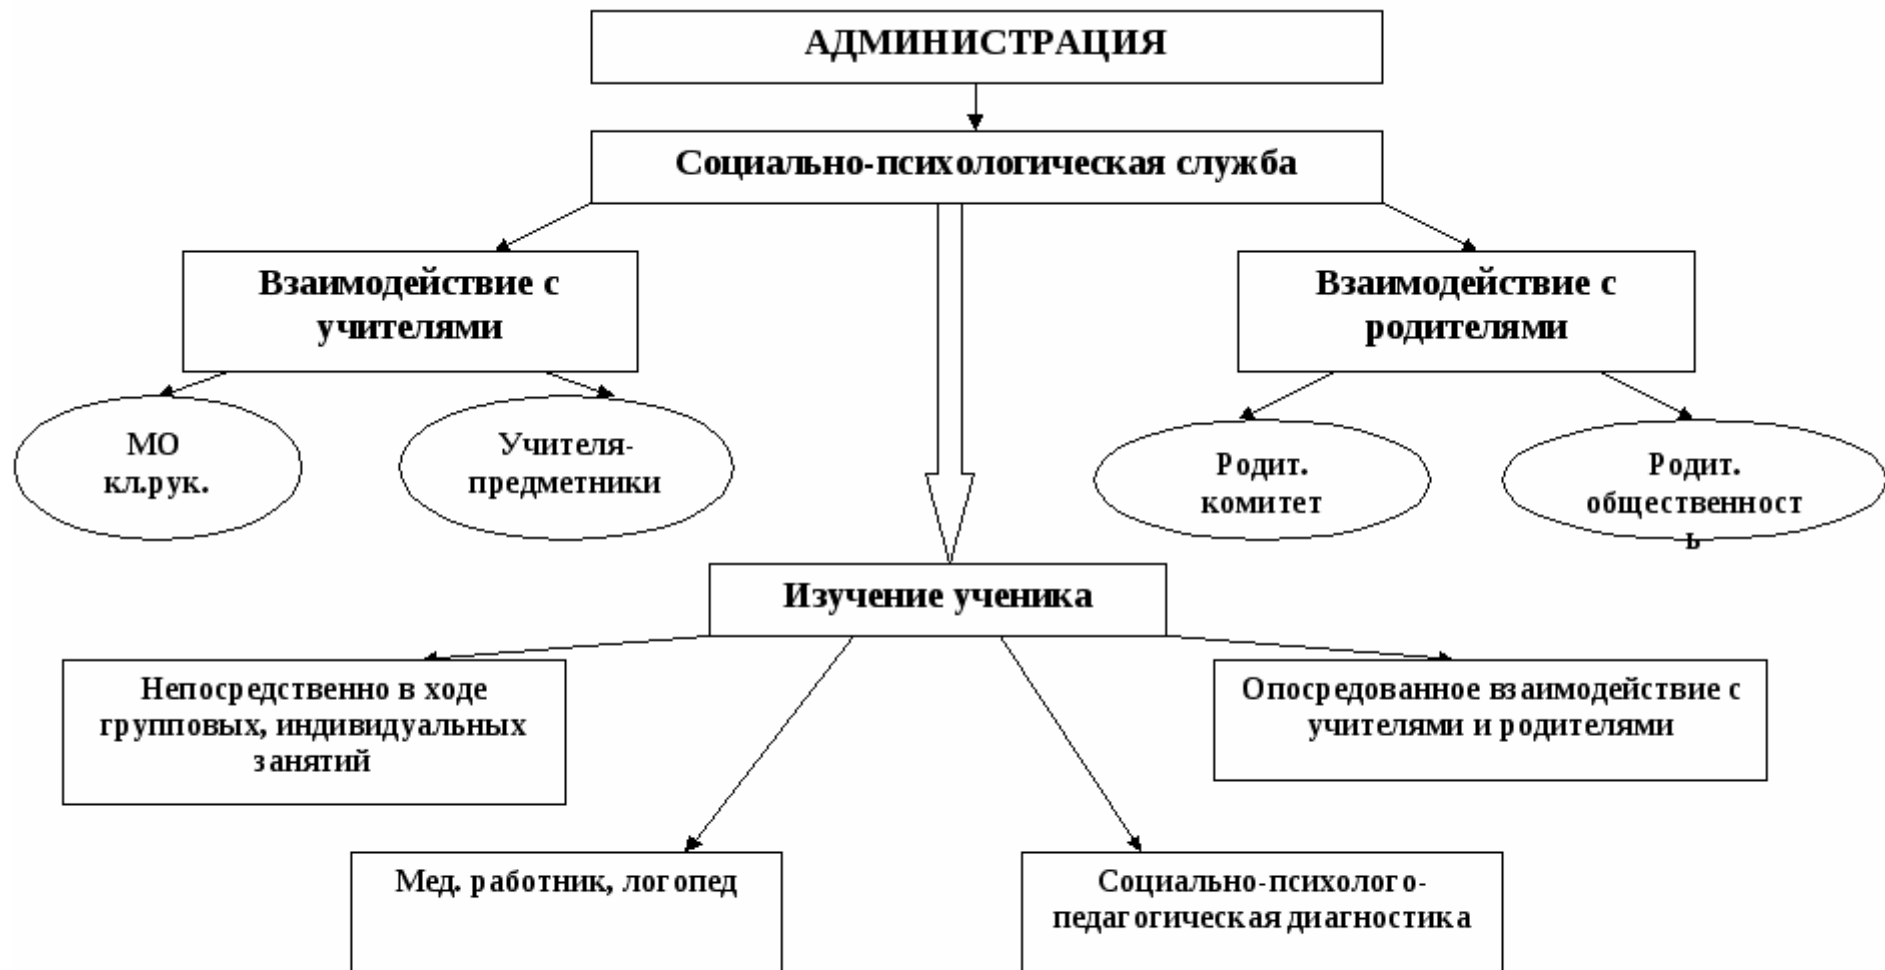 АДМИНИСТРАЦИЯ
Социально-психологическая служба
Взаимодействие с
учителями
Взаимодействие с
родителями
МО
кл.рук.
Учителя-
предметники
Родит.
комитет
Родит.
общественност
ь
Изучение ученика
Непосредственно в ходе
групповых, индивидуальных
занятий
Опосредованное взаимодействие с
учителями и родителями
Мед. работник, логопед
Социально-психолого-
педагогическая диагностика